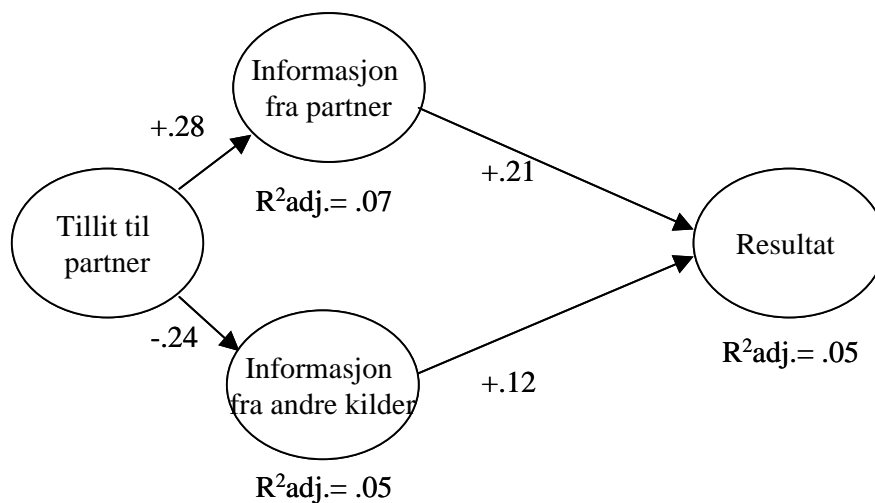 Informasjon
fra partner
+.28
+.21
R²adj.= .07
Tillit til
partner
Resultat
-.24
R²adj.= .05
Informasjon
fra andre kilder
+.12
R²adj.= .05